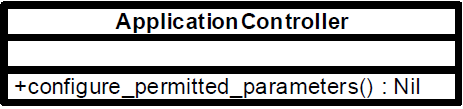 ApplicationController
+configure_permitted_parameters() : Nil